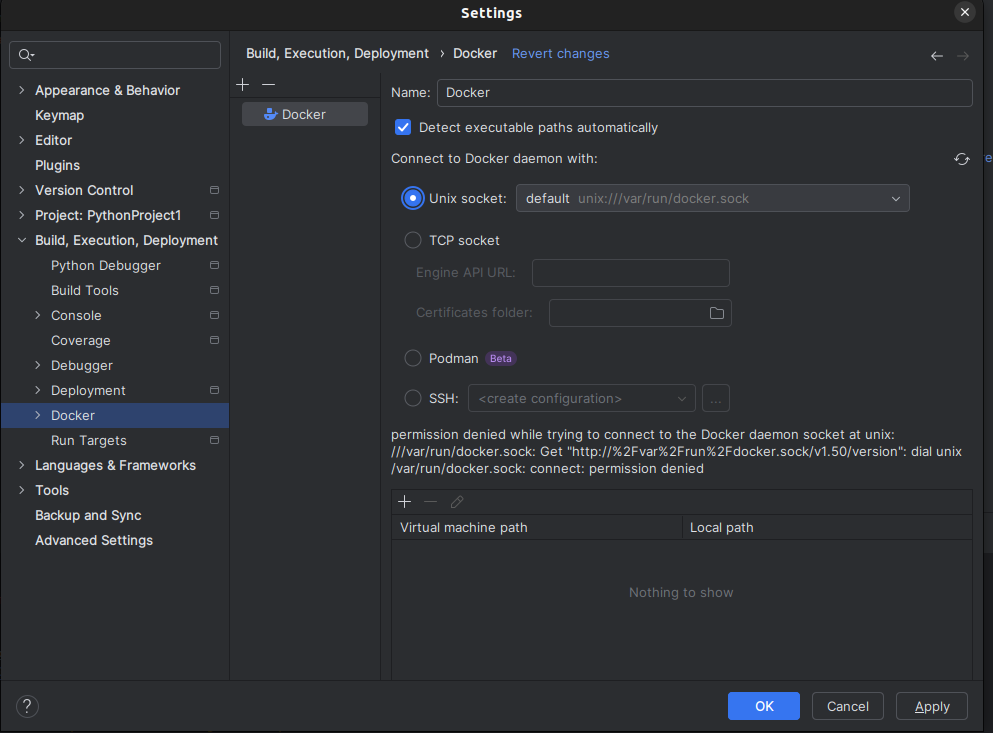 Settings
Build, Execution, Deployment › Docker Revert changes
Appearance & Behavior
Keymap
Editor
Plugins
Version Control
Project: PythonProject1
Build, Execution, Deployment
Python Debugger
Build Tools
Console
Coverage
Debugger
Deployment
Docker
Run Targets
Languages & Frameworks
Tools
Backup and Sync
Advanced Settings
Docker
Name: Docker
Detect executable paths automatically
Connect to Docker daemon with:
Unix socket: default unix:///var/run/docker.sock
TCP socket
Engine API URL:
Certificates folder:
Podman Beta
SSH: <create configuration> ...
permission denied while trying to connect to the Docker daemon socket at unix:
///var/run/docker.sock: Get "http://%2Fvar%2Frun%2Fdocker.sock/v1.50/version": dial unix
/var/run/docker.sock: connect: permission denied
Virtual machine path Local path
Nothing to show
? OK Cancel Apply